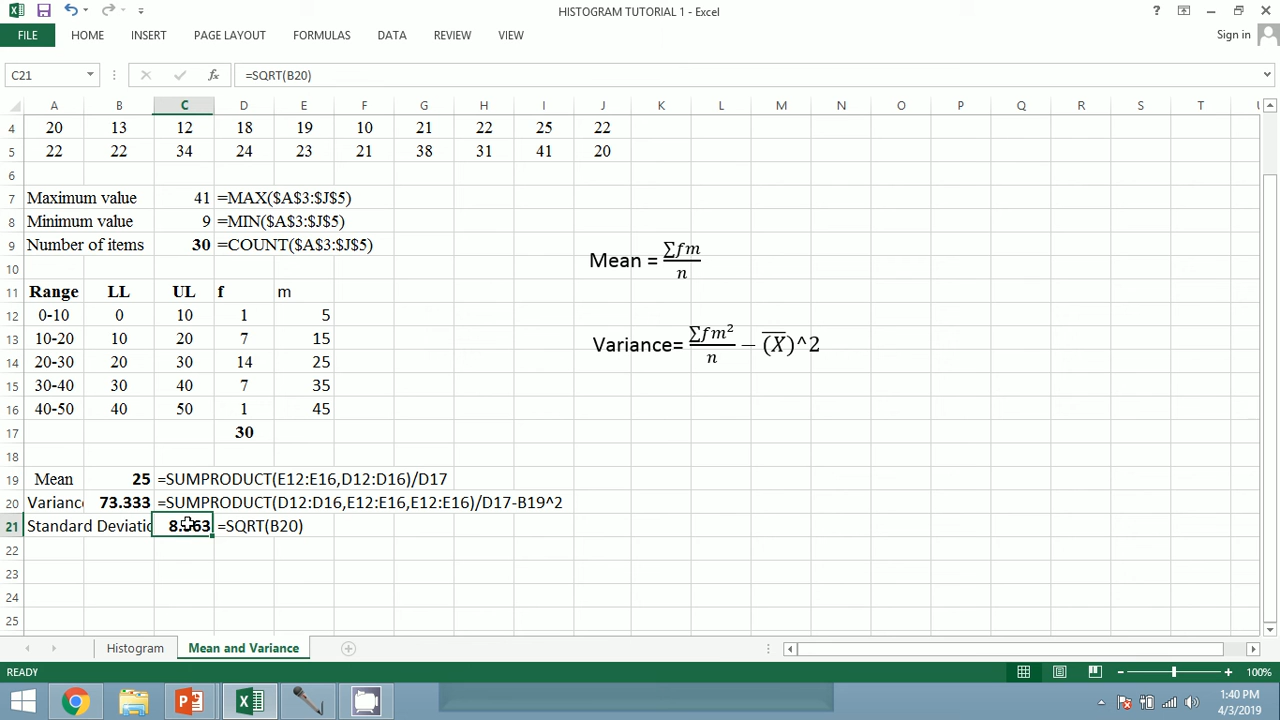 HISTOGRAM TUTORIAL 1 - Excel
FILE HOME INSERT PAGE LAYOUT FORMULAS DATA REVIEW VIEW Sign in
C21 fx =SQRT(B20)
A B C D E F G H I J K L M N O P Q R S T U
4 20 13 12 18 19 10 21 22 25 22
5 22 22 34 24 23 21 38 31 41 20
6
7 Maximum value 41 =MAX($A$3:$J$5)
8 Minimum value 9 =MIN($A$3:$J$5)
9 Number of items 30 =COUNT($A$3:$J$5)
Mean = ∑fm/n
10
11 Range LL UL f m
12 0-10 0 10 1 5
13 10-20 10 20 7 15
Variance= ∑fm²/n − (X̅)^2
14 20-30 20 30 14 25
15 30-40 30 40 7 35
16 40-50 40 50 1 45
17 30
18
19 Mean 25 =SUMPRODUCT(E12:E16,D12:D16)/D17
20 Varianc 73.333 =SUMPRODUCT(D12:D16,E12:E16,E12:E16)/D17-B19^2
21 Standard Deviatio =SQRT(B20)
22
23
24
25
Histogram Mean and Variance
READY 100%
1:40 PM
4/3/2019